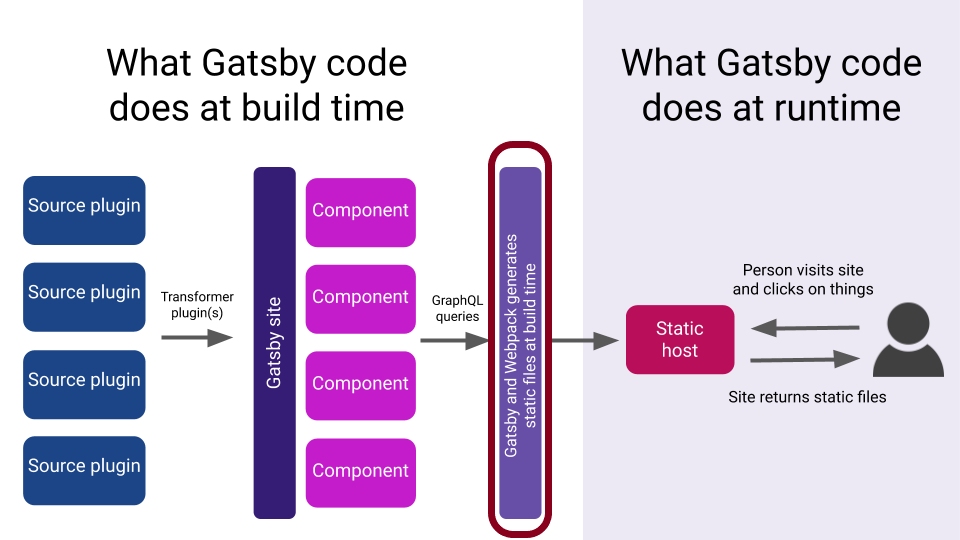 What Gatsby code
does at build time
What Gatsby code
does at runtime
Source plugin
Source plugin
Source plugin
Source plugin
Transformer
plugin(s)
Gatsby site
Component
Component
Component
Component
GraphQL
queries
Gatsby and Webpack generates
static files at build time
Static
host
Person visits site
and clicks on things
Site returns static files